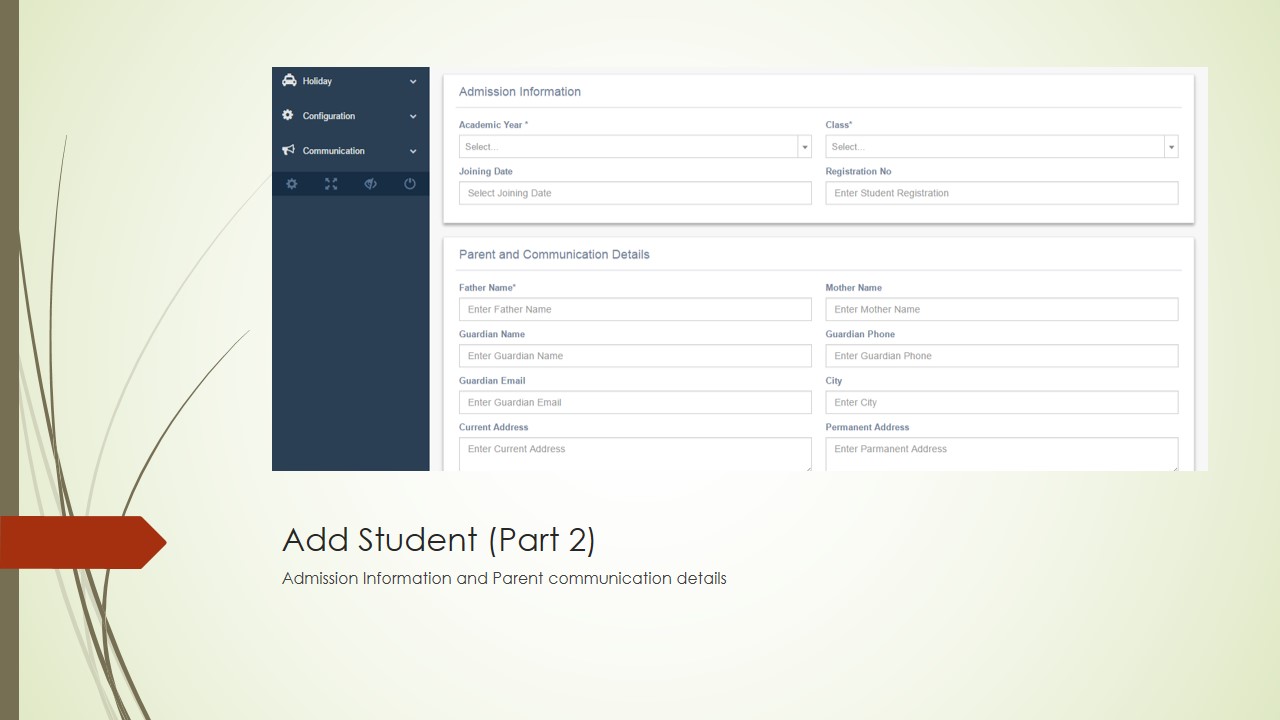 Holiday
Configuration
Communication
Admission Information
Academic Year * Class*
Select... Select...
Joining Date Registration No
Select Joining Date Enter Student Registration
Parent and Communication Details
Father Name* Mother Name
Enter Father Name Enter Mother Name
Guardian Name Guardian Phone
Enter Guardian Name Enter Guardian Phone
Guardian Email City
Enter Guardian Email Enter City
Current Address Permanent Address
Enter Current Address Enter Parmanent Address
Add Student (Part 2)
Admission Information and Parent communication details